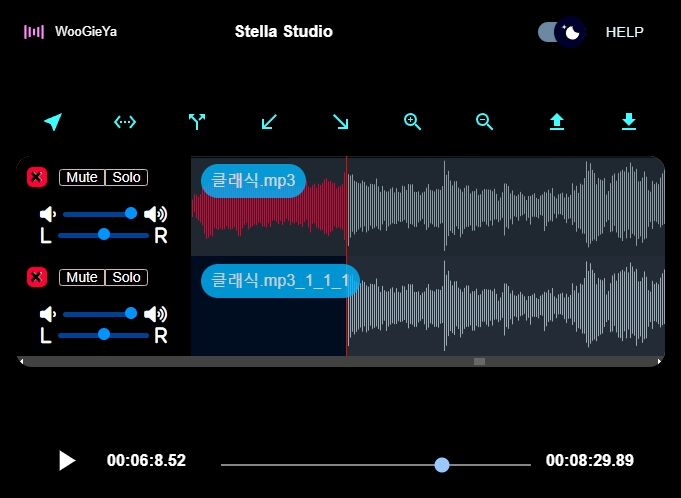 WooGieYa
Stella Studio
HELP
클래식.mp3
Mute Solo
L R
클래식.mp3_1_1_1
Mute Solo
L R
00:06:8.52
00:08:29.89